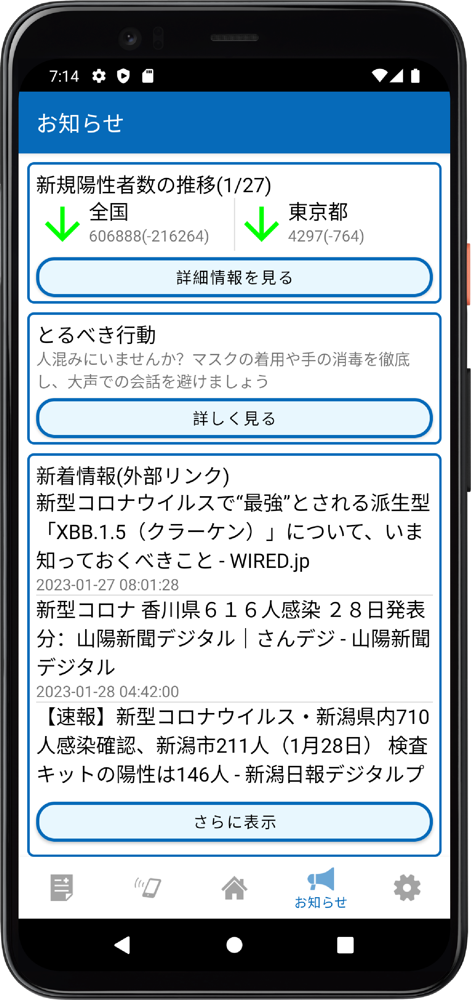 7:14
お知らせ
新規陽性者数の推移(1/27)
全国
606888(-216264)
東京都
4297(-764)
詳細情報を見る
とるべき行動
人混みにいませんか？マスクの着用や手の消毒を徹底
し、大声での会話を避けましょう
詳しく見る
新着情報(外部リンク)
新型コロナウイルスで“最強”とされる派生型
「XBB.1.5（クラーケン）」について、いま
知っておくべきこと - WIRED.jp
2023-01-27 08:01:28
新型コロナ 香川県６１６人感染 ２８日発表
分：山陽新聞デジタル｜さんデジ - 山陽新聞
デジタル
2023-01-28 04:42:00
【速報】新型コロナウイルス・新潟県内710
人感染確認、新潟市211人（1月28日） 検査
キットの陽性は146人 - 新潟日報デジタルプ
さらに表示
お知らせ